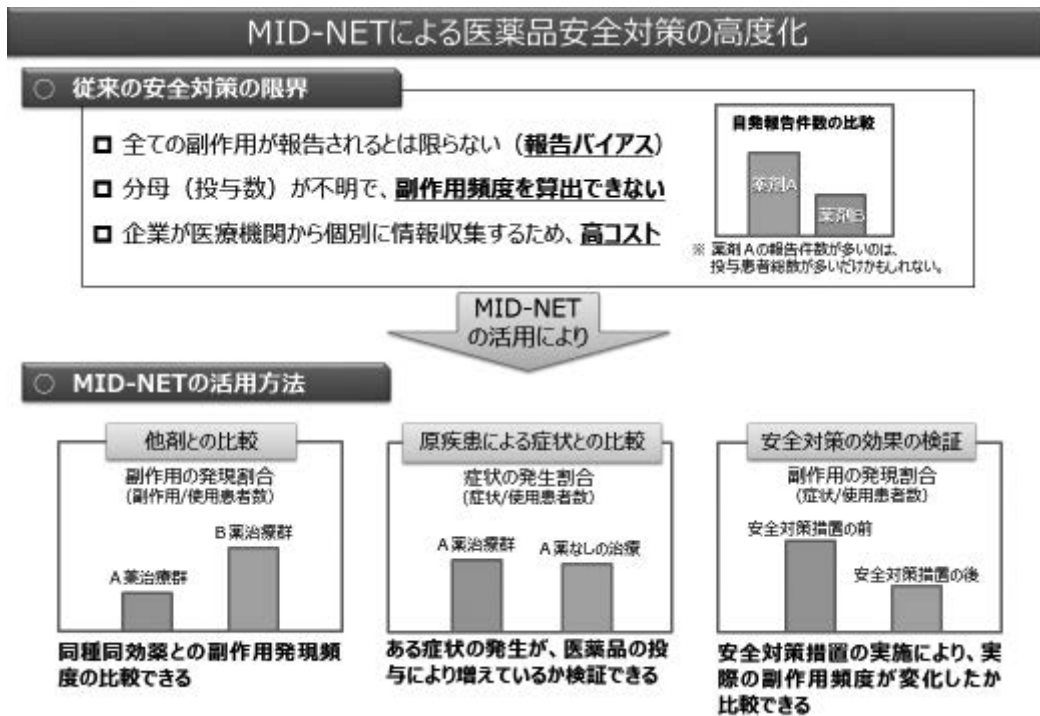 MID-NETによる医薬品安全対策の高度化
○ 従来の安全対策の限界
全ての副作用が報告されるとは限らない（報告バイアス）
分母（投与数）が不明で、副作用頻度を算出できない
企業が医療機関から個別に情報収集するため、高コスト
自発報告件数の比較
薬剤A
薬剤B
※ 薬剤Aの報告件数が多いのは、
投与患者総数が多いだけかもしれない。
MID-NET
の活用により
○ MID-NETの活用方法
他剤との比較
副作用の発現割合
(副作用/使用患者数)
B薬治療群
A薬治療群
同種同効薬との副作用発現頻
度の比較できる
原疾患による症状との比較
症状の発生割合
(症状/使用患者数)
A薬治療群
A薬なしの治療
ある症状の発生が、医薬品の投
与により増えているか検証できる
安全対策の効果の検証
副作用の発現割合
(症状/使用患者数)
安全対策措置の前
安全対策措置の後
安全対策措置の実施により、実
際の副作用頻度が変化したか
比較できる